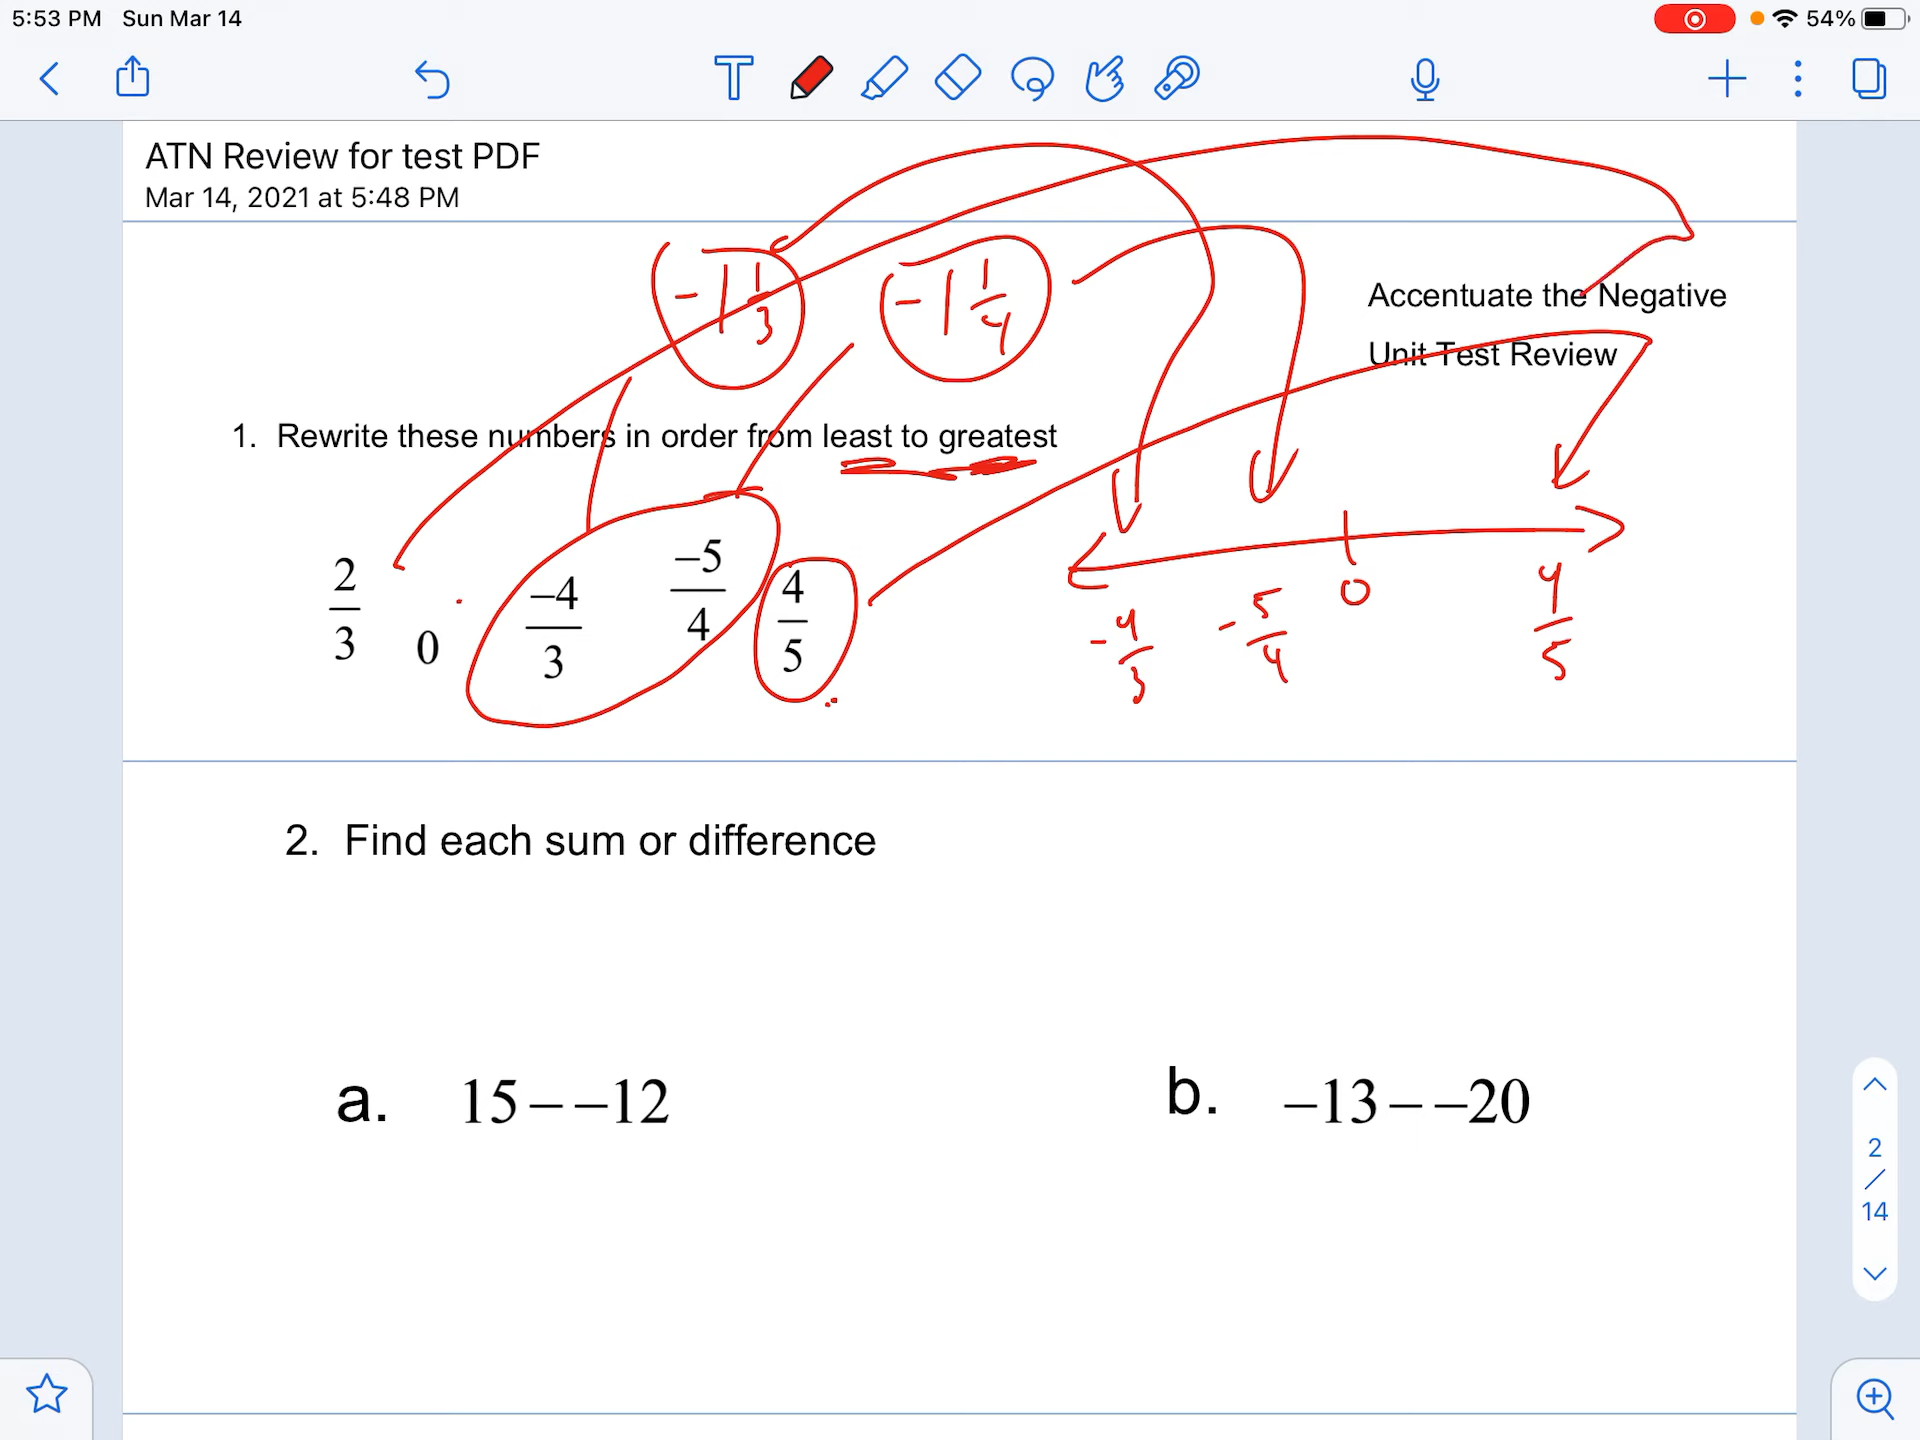 5:53 PM Sun Mar 14 54%
ATN Review for test PDF
Mar 14, 2021 at 5:48 PM
-1 1/3 -1 1/4
Accentuate the Negative
Unit Test Review
1. Rewrite these numbers in order from least to greatest
2/3 0 −4/3 −5/4 4/5
-4/3 -5/4 0 4/5
2. Find each sum or difference
a. 15 − −12 b. −13 − −20
2
/
14